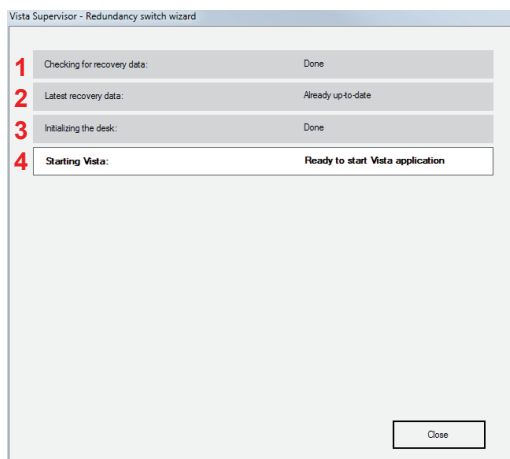 Vista Supervisor - Redundancy switch wizard
1 Checking for recovery data: Done
2 Latest recovery data: Already up-to-date
3 Initializing the desk: Done
4 Starting Vista: Ready to start Vista application
Close